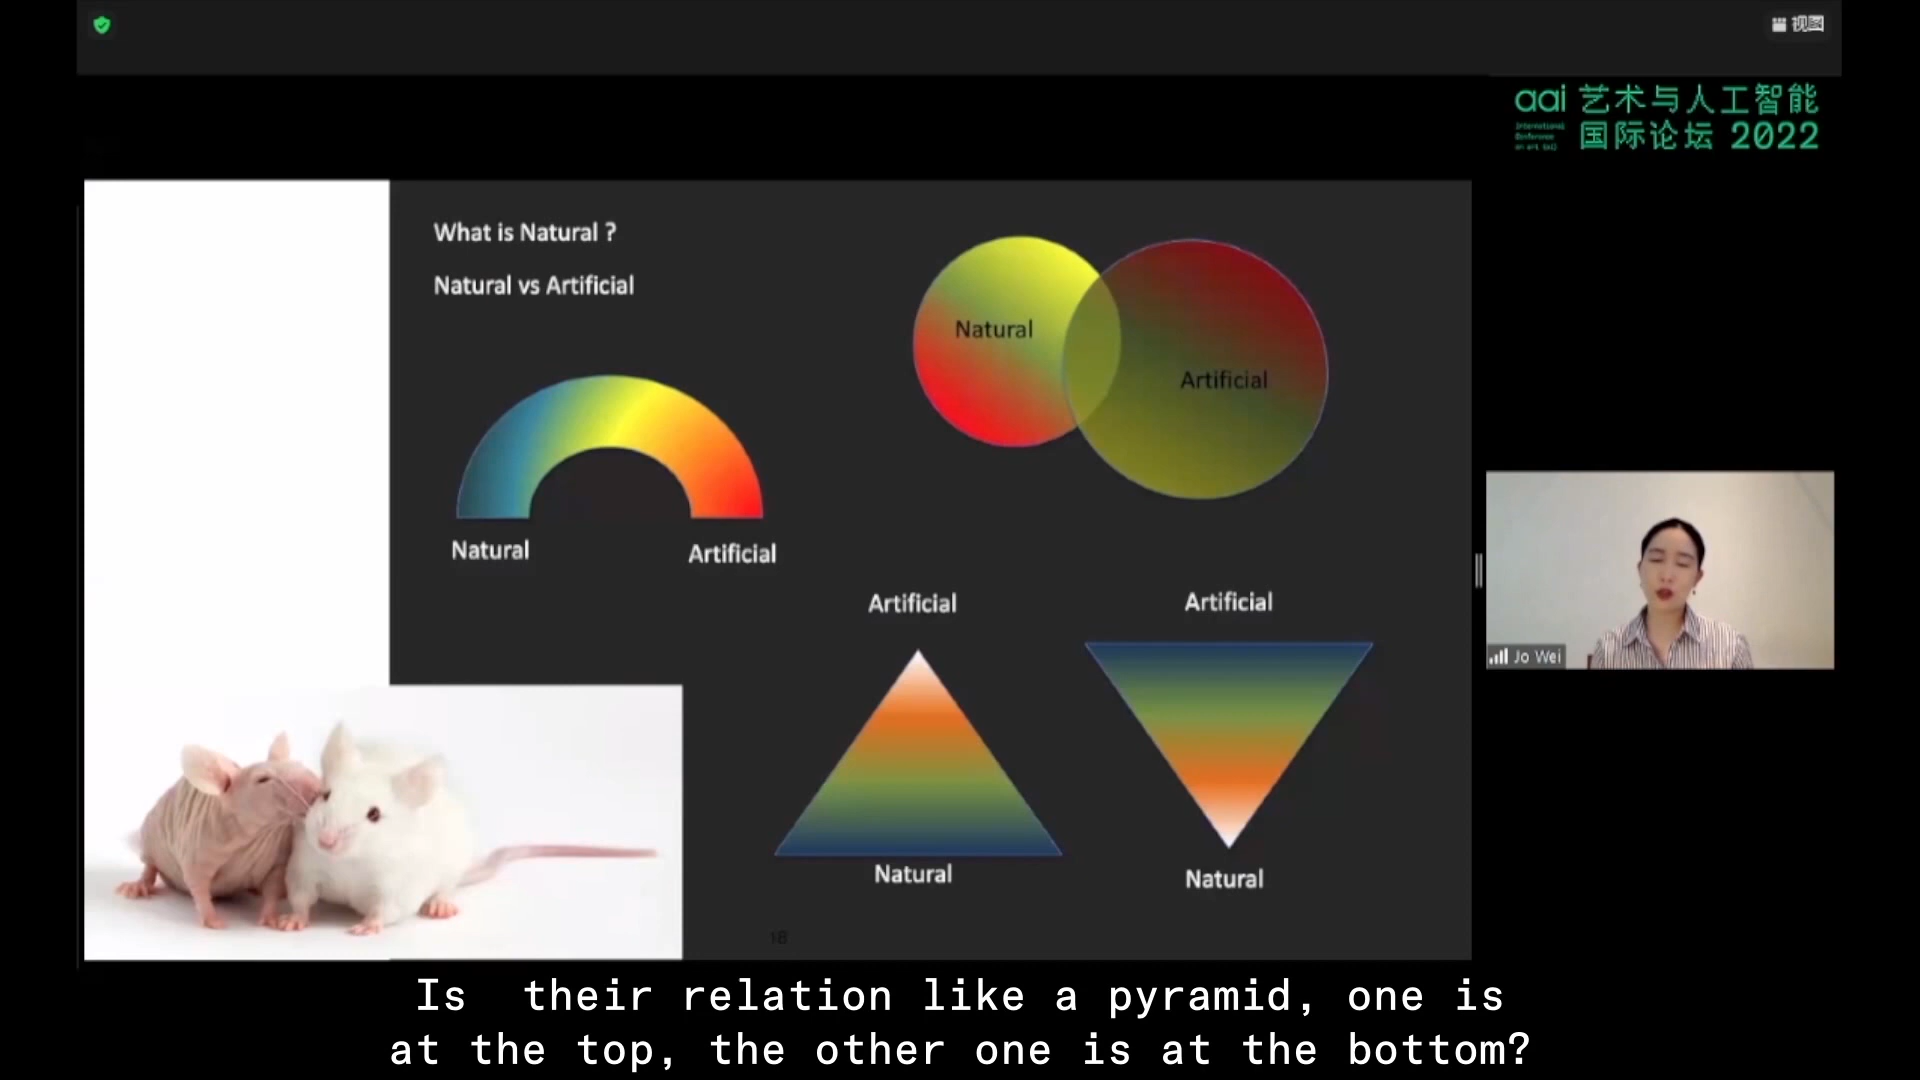 视图
aai 艺术与人工智能
国际论坛 2022
International
Conference
on art (ai)
What is Natural ?
Natural vs Artificial
Natural
Artificial
Natural
Artificial
Artificial
Artificial
Natural
Natural
Jo Wei
18
Is their relation like a pyramid, one is
at the top, the other one is at the bottom?